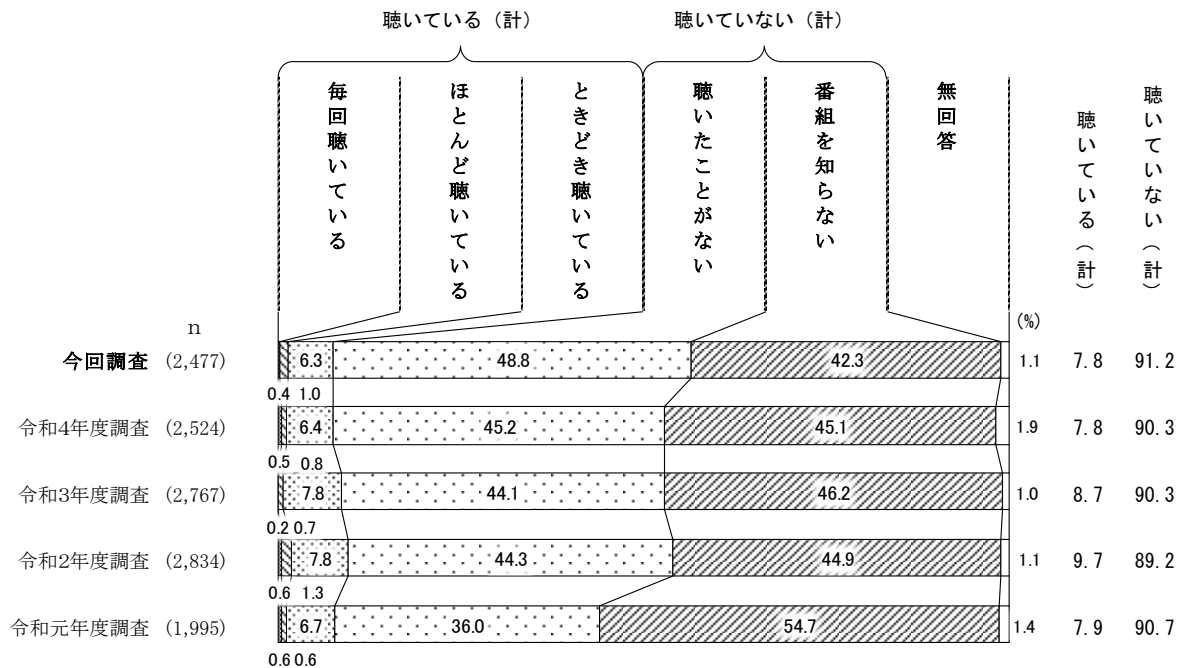 聴いている（計）
聴いていない（計）
毎回聴いている
ほとんど聴いている
ときどき聴いている
聴いたことがない
番組を知らない
無回答
聴いている（計）
聴いていない（計）
n
(%)
今回調査 (2,477) 6.3 48.8 42.3 1.1 7.8 91.2
0.4 1.0
令和4年度調査 (2,524) 6.4 45.2 45.1 1.9 7.8 90.3
0.5 0.8
令和3年度調査 (2,767) 7.8 44.1 46.2 1.0 8.7 90.3
0.2 0.7
令和2年度調査 (2,834) 7.8 44.3 44.9 1.1 9.7 89.2
0.6 1.3
令和元年度調査 (1,995) 6.7 36.0 54.7 1.4 7.9 90.7
0.6 0.6